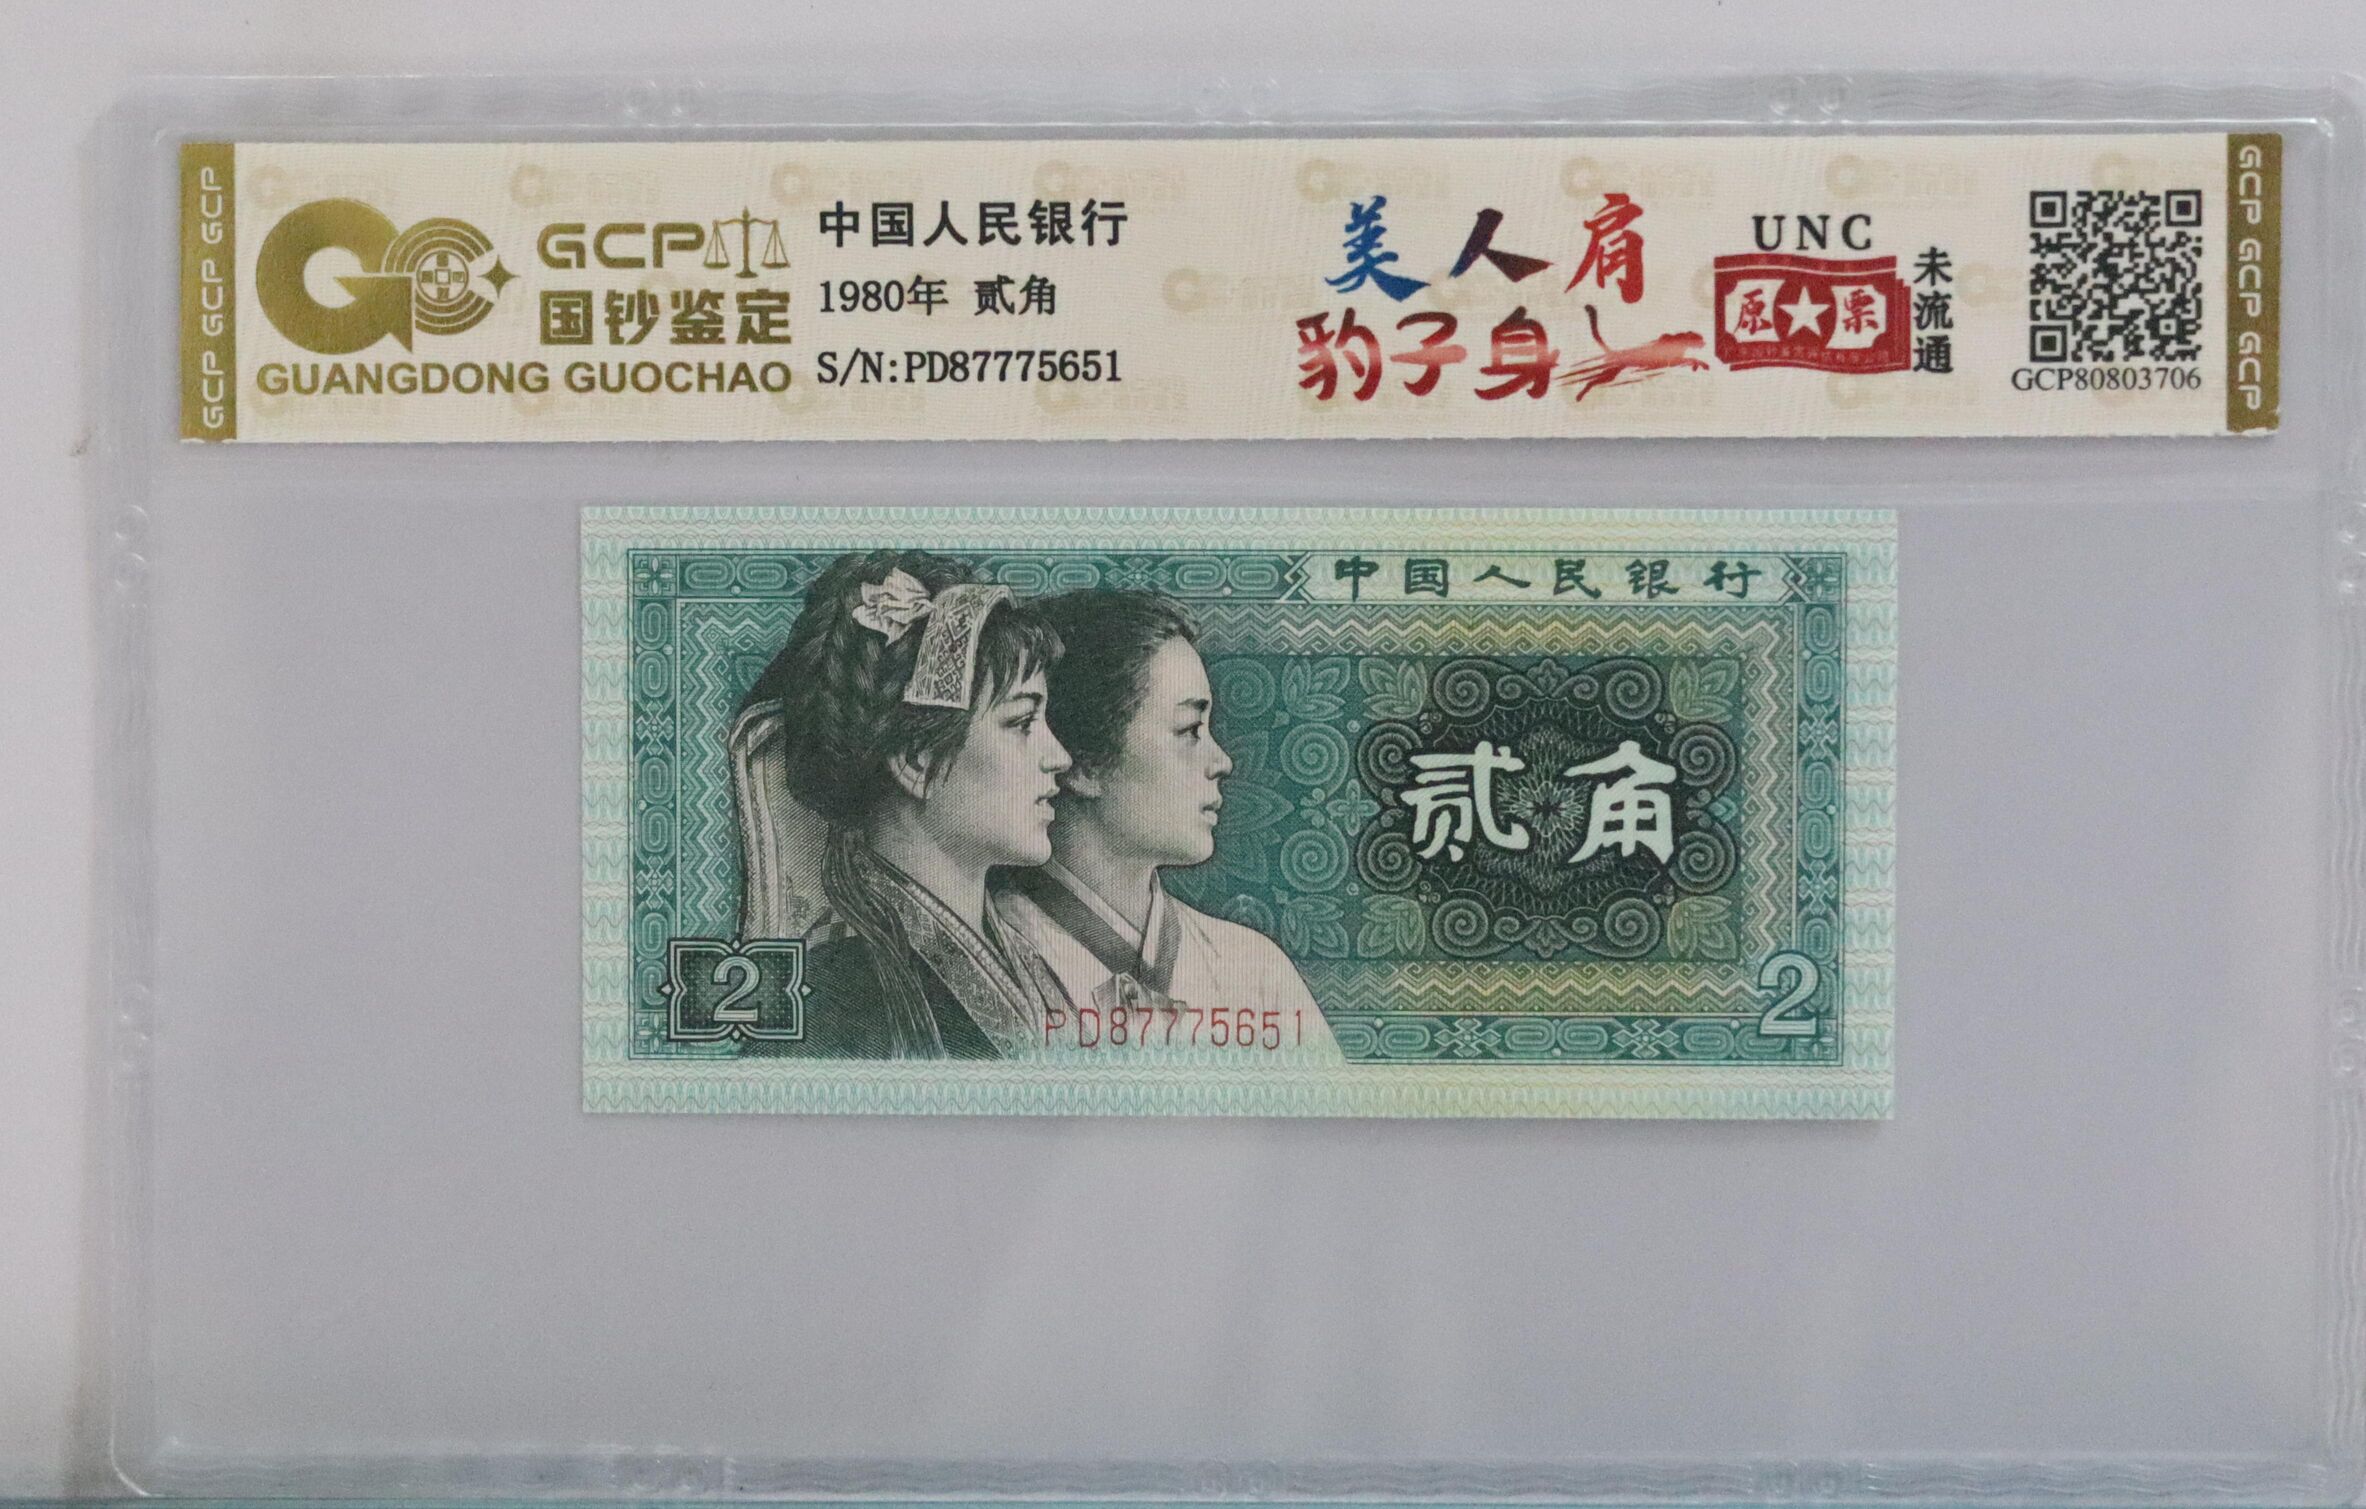 GCP GCP GCP
GCP
国钞鉴定
GUANGDONG GUOCHAO
中国人民银行
1980年 贰角
S/N:PD87775651
美人肩
豹子身
UNC
原票
未流通
GCP80803706
GCP GCP GCP
中国人民银行
贰角
2
2
PD87775651